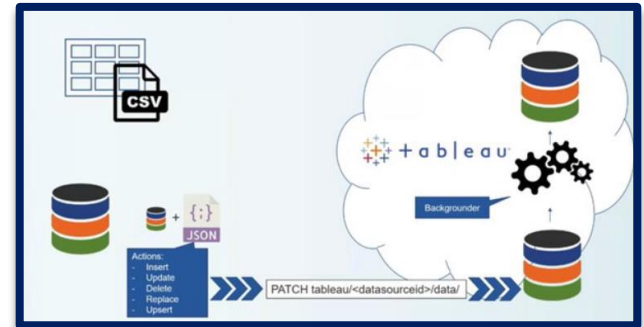 CSV
+ a b | e a u
Backgrounder
+
{;}
JSON
Actions:
- Insert
- Update
- Delete
- Replace
- Upsert
PATCH tableau/<datasourceid>/data/